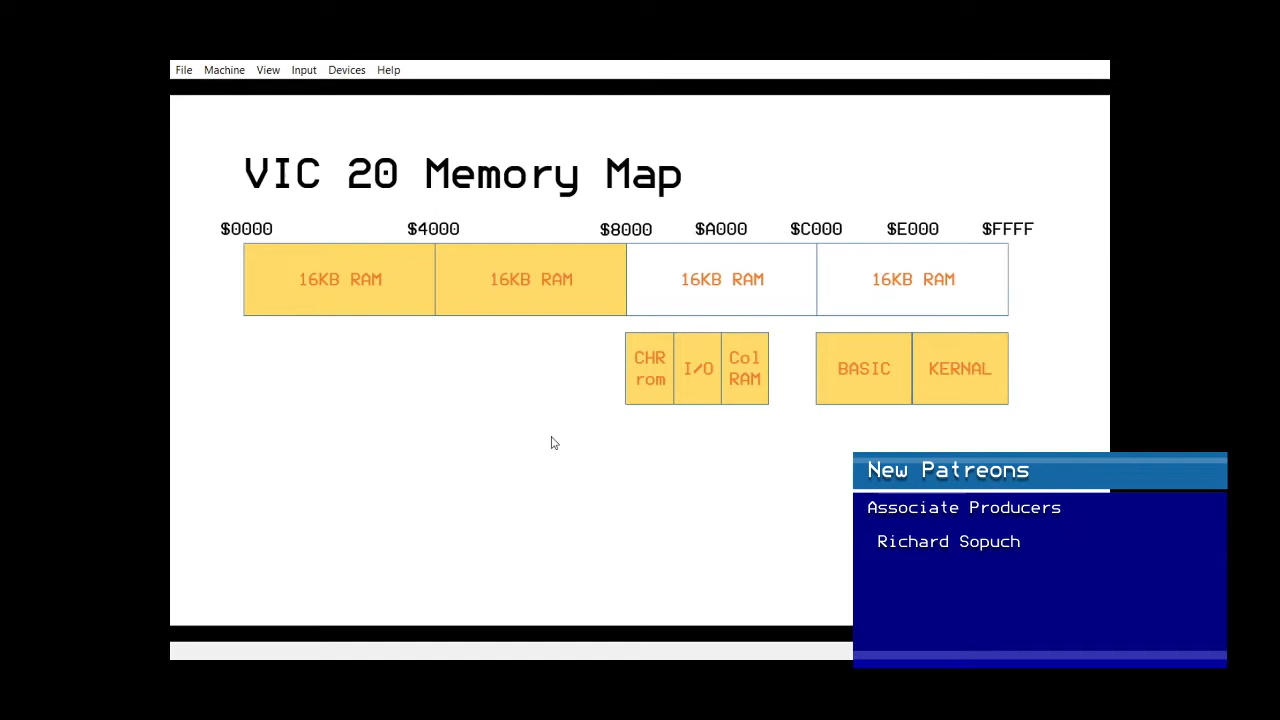 File Machine View Input Devices Help
VIC 20 Memory Map
$0000 $4000 $8000 $A000 $C000 $E000 $FFFF
16KB RAM 16KB RAM 16KB RAM 16KB RAM
CHR
rom
I/O
Col
RAM
BASIC
KERNAL
New Patreons
Associate Producers
Richard Sopuch